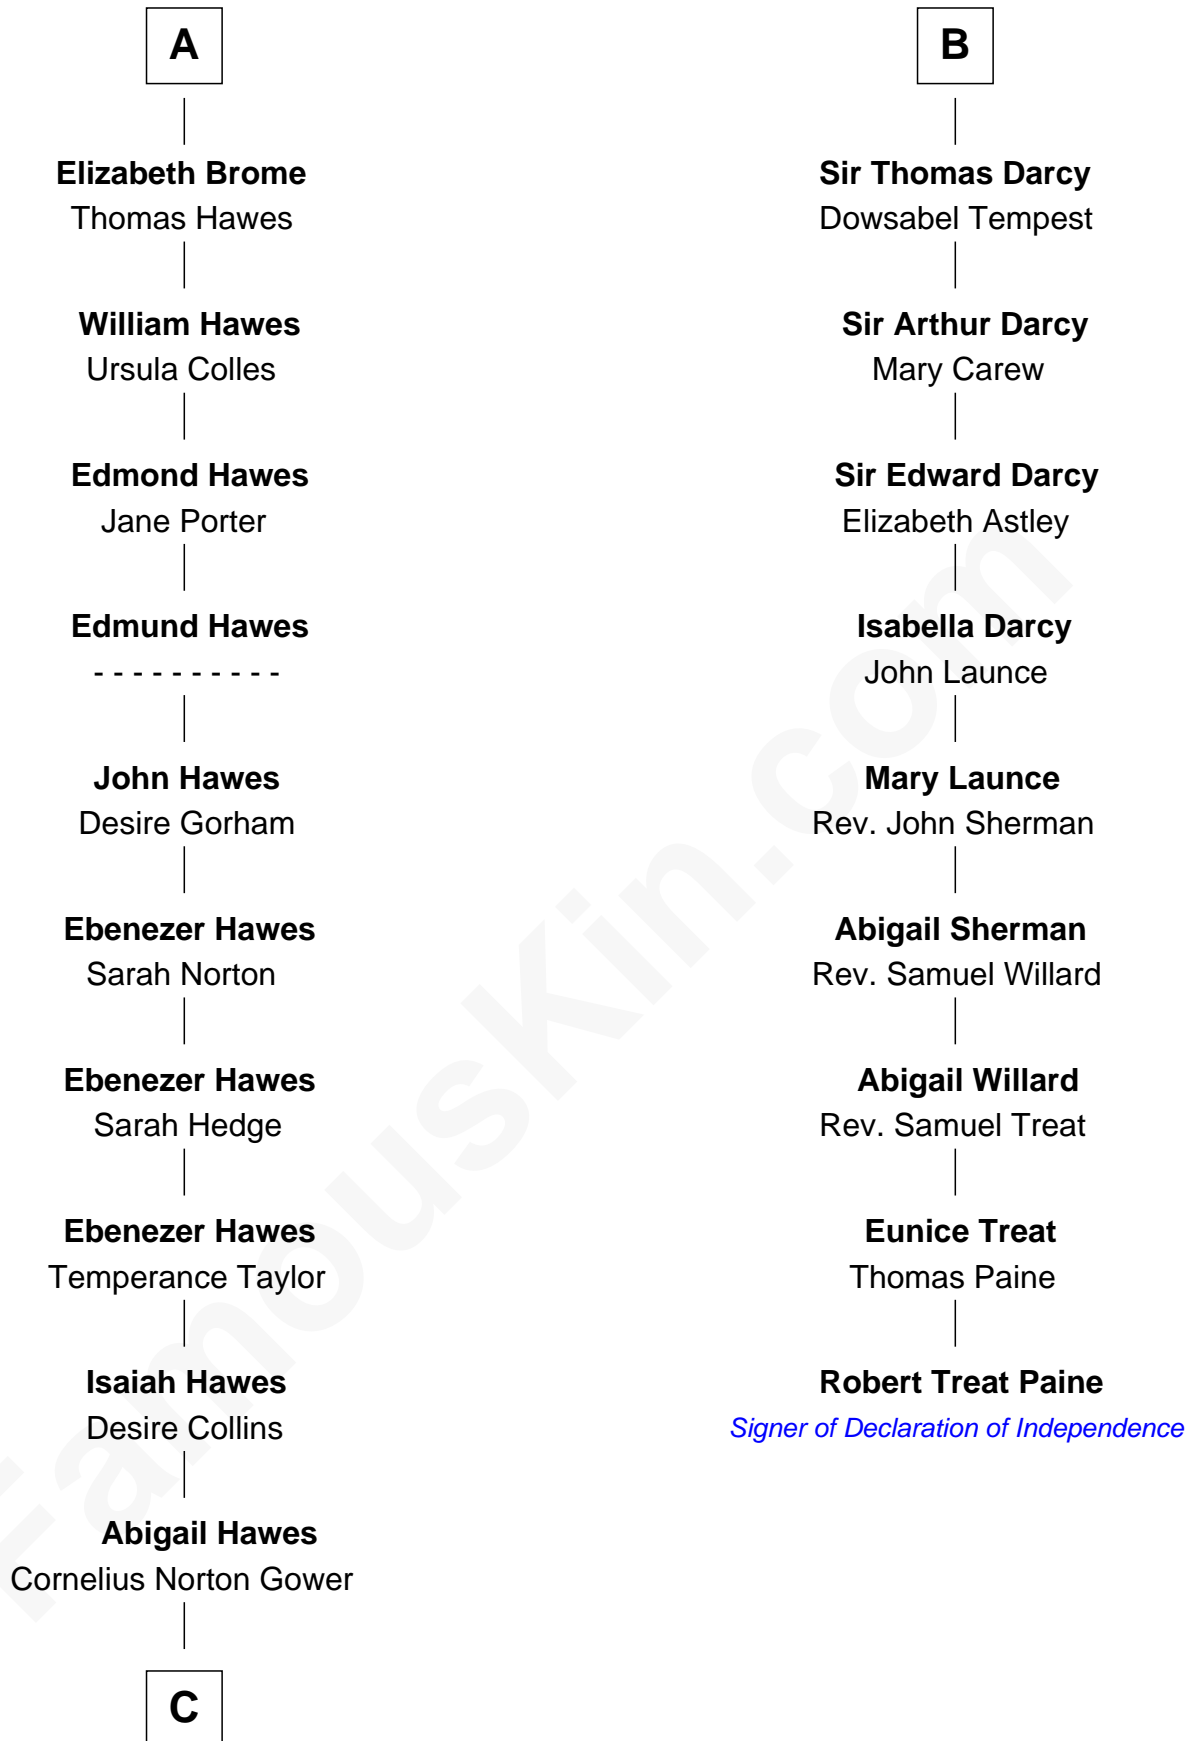 A
Elizabeth Brome
Thomas Hawes
William Hawes
Ursula Colles
Edmond Hawes
Jane Porter
Edmund Hawes
- - - - - - - - - -
John Hawes
Desire Gorham
Ebenezer Hawes
Sarah Norton
Ebenezer Hawes
Sarah Hedge
Ebenezer Hawes
Temperance Taylor
Isaiah Hawes
Desire Collins
Abigail Hawes
Cornelius Norton Gower
C
B
Sir Thomas Darcy
Dowsabel Tempest
Sir Arthur Darcy
Mary Carew
Sir Edward Darcy
Elizabeth Astley
Isabella Darcy
John Launce
Mary Launce
Rev. John Sherman
Abigail Sherman
Rev. Samuel Willard
Abigail Willard
Rev. Samuel Treat
Eunice Treat
Thomas Paine
Robert Treat Paine
Signer of Declaration of Independence
FamousKin.com